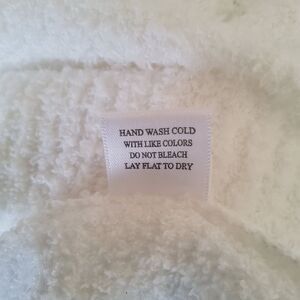 HAND WASH COLD
WITH LIKE COLORS
DO NOT BLEACH
LAY FLAT TO DRY